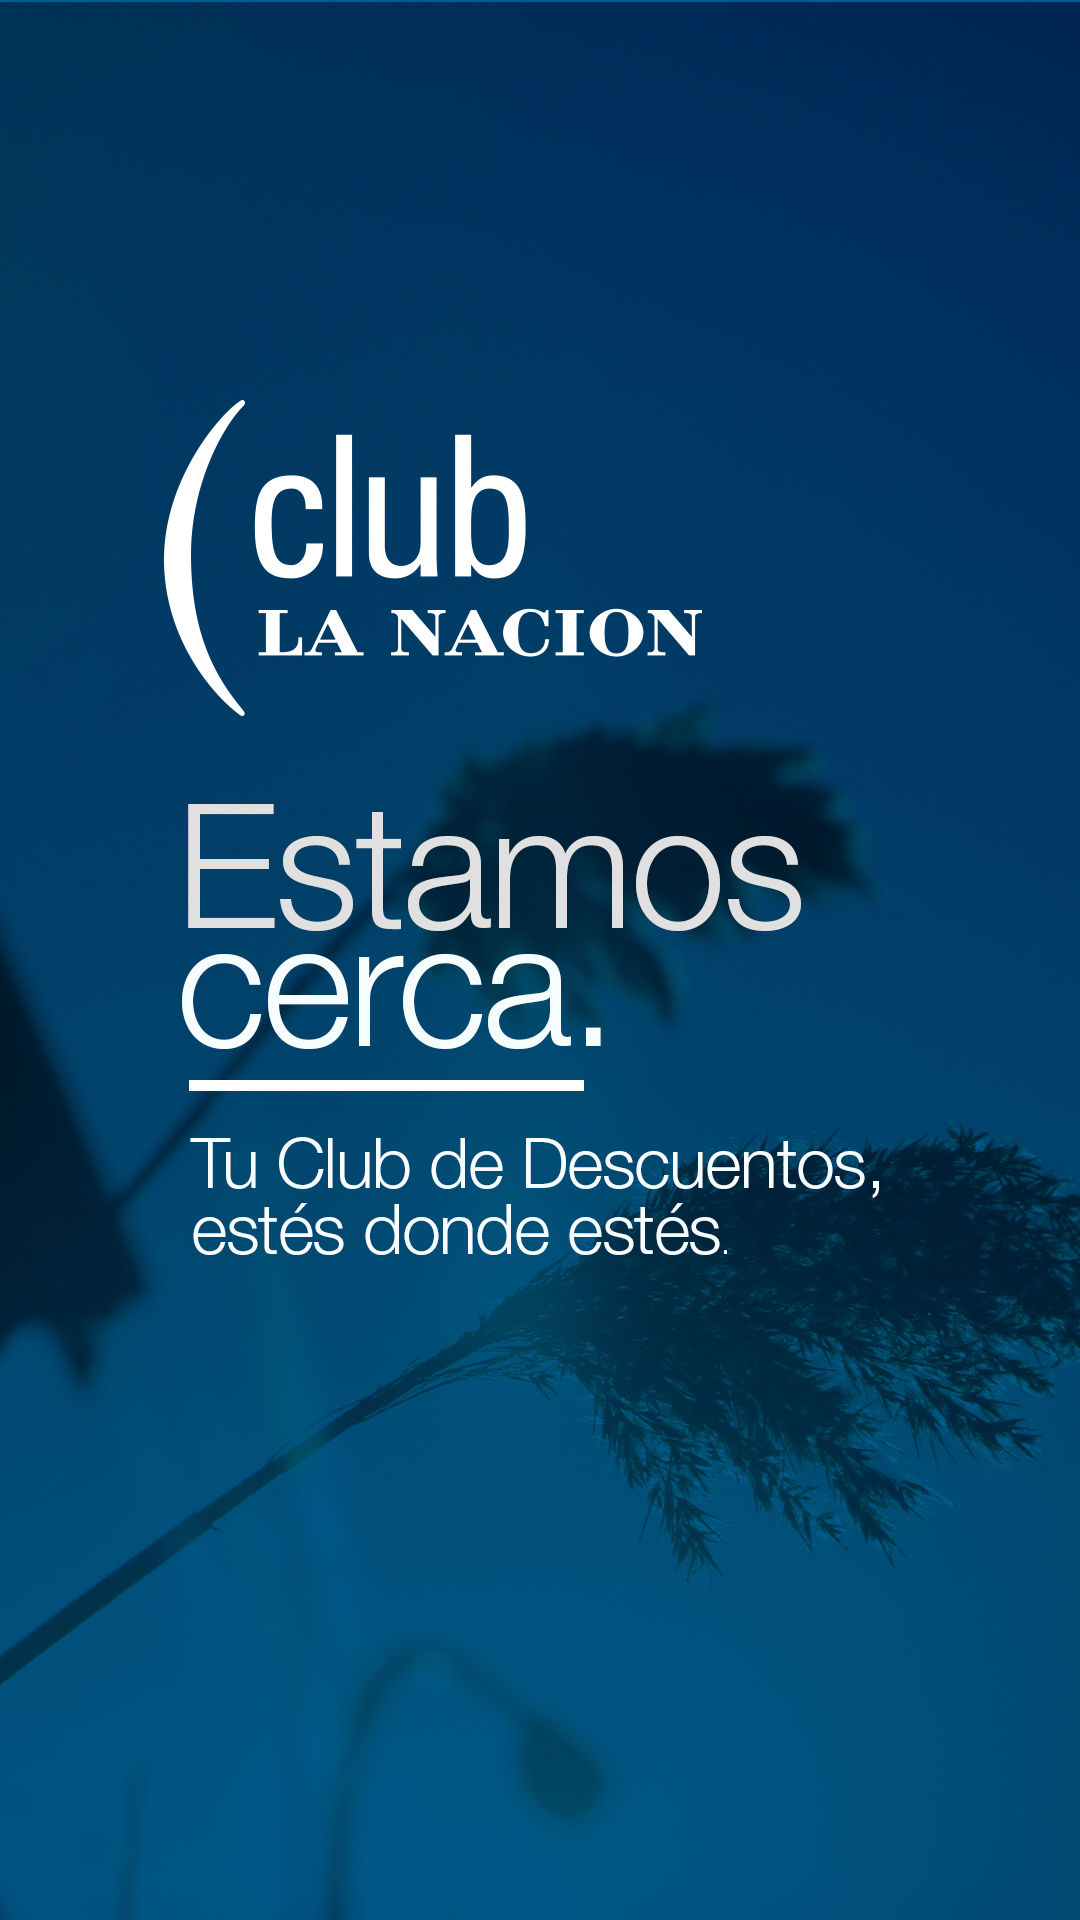 club
LA NACION
Estamos
cerca.
Tu Club de Descuentos,
estés donde estés.